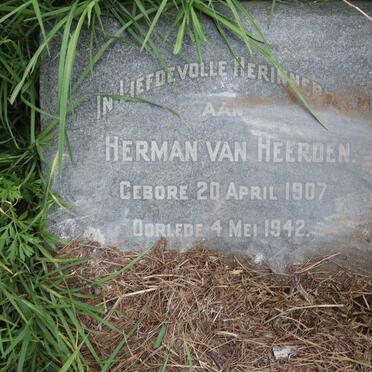 IN LIEFDEVOLLE HERINNERING
AAN
HERMAN VAN HEERDEN.
GEBORE 20 APRIL 1907
OORLEDE 4 MEI 1942.